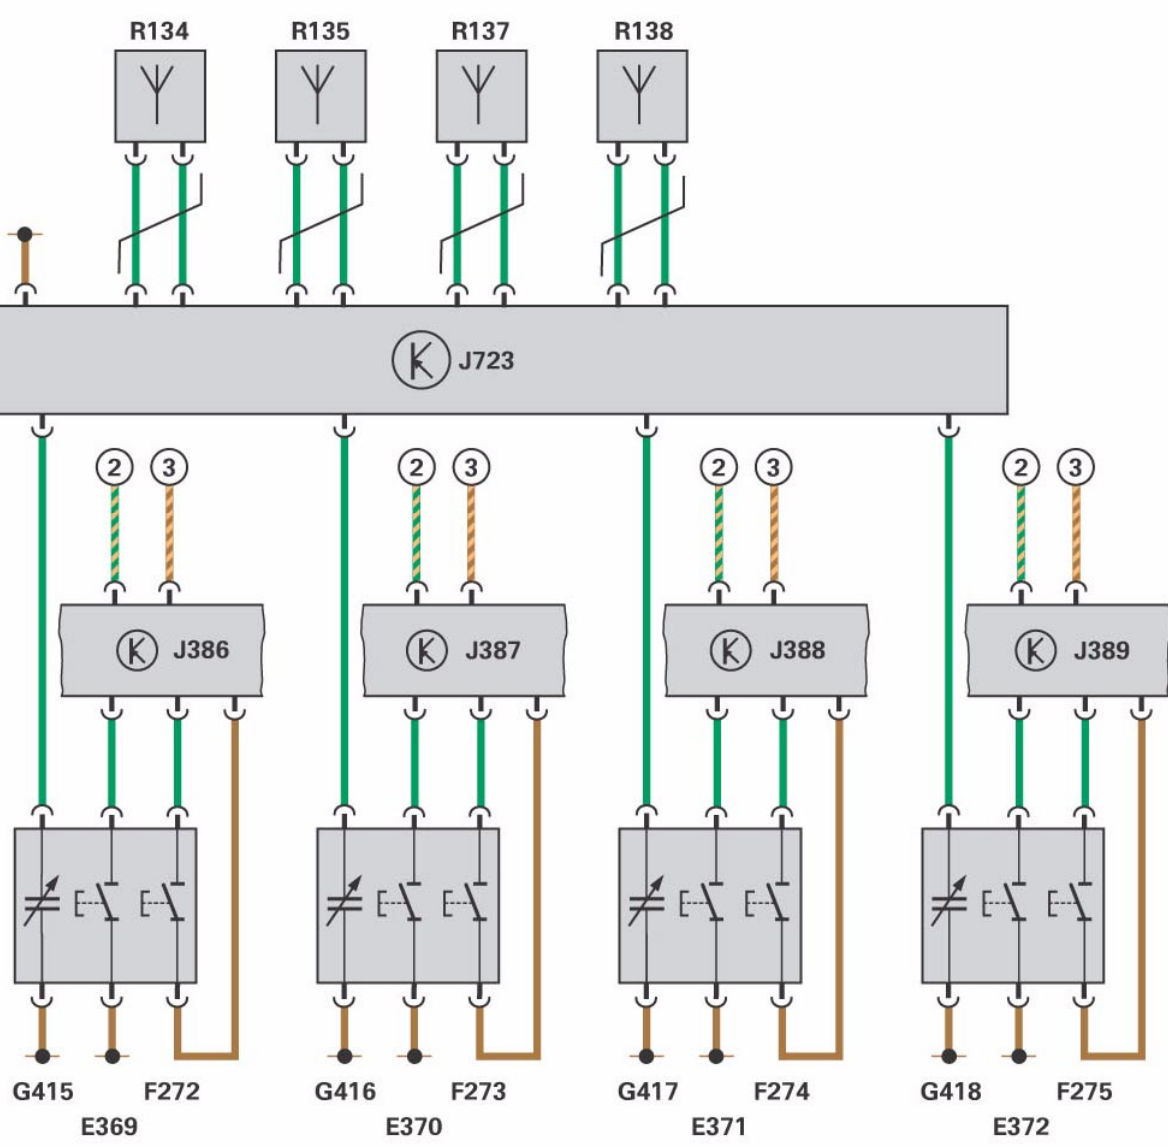 R134 R135 R137 R138
J723
2 3 2 3 2 3 2 3
J386 J387 J388 J389
G415 F272 G416 F273 G417 F274 G418 F275
E369 E370 E371 E372